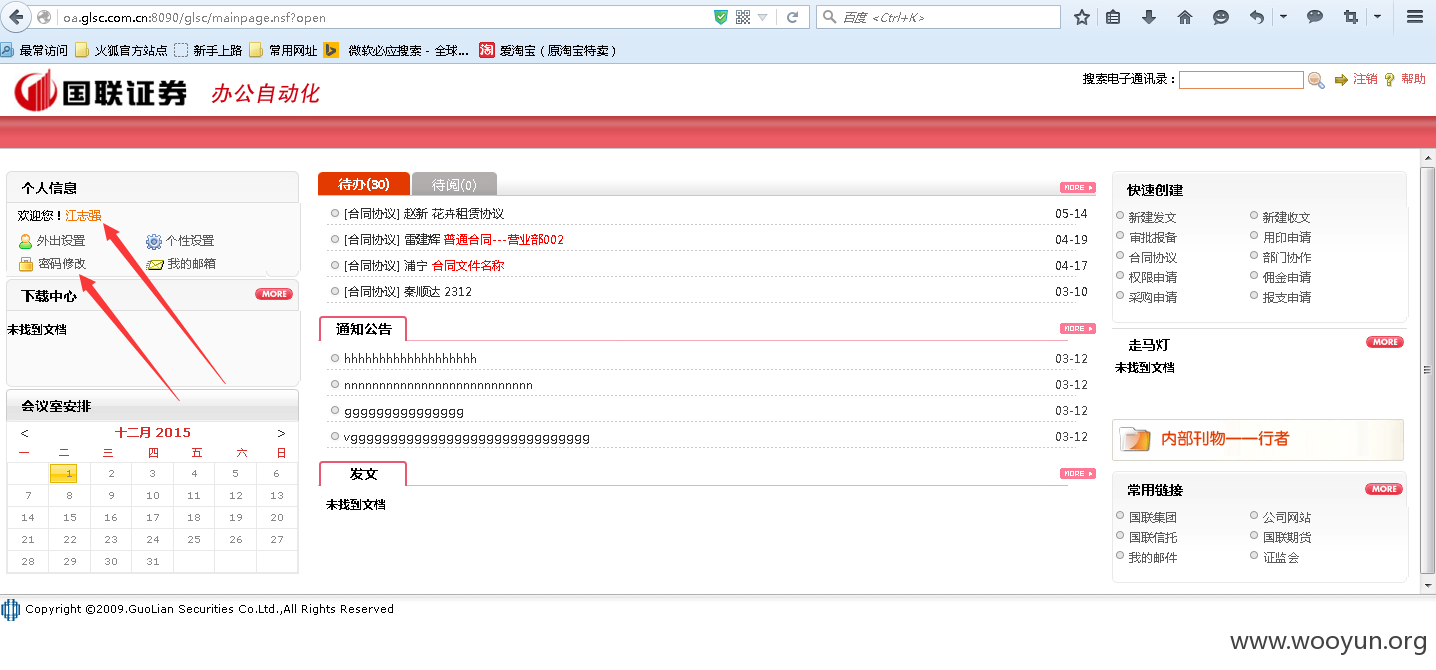 oa.glsc.com.cn:8090/glsc/mainpage.nsf?open
百度 <Ctrl+K>
最常访问 火狐官方站点 新手上路 常用网址 微软必应搜索 - 全球... 淘 爱淘宝（原淘宝特卖）
国联证券 办公自动化
搜索电子通讯录： 注销 帮助
个人信息
欢迎您！江志强
外出设置 个性设置
密码修改 我的邮箱
下载中心 MORE
未找到文档
会议室安排
< 十二月 2015 >
一 二 三 四 五 六 日
1 2 3 4 5 6
7 8 9 10 11 12 13
14 15 16 17 18 19 20
21 22 23 24 25 26 27
28 29 30 31
待办(30) 待阅(0) MORE
[合同协议] 赵新 花卉租赁协议 05-14
[合同协议] 雷建辉 普通合同---营业部002 04-19
[合同协议] 浦宁 合同文件名称 04-17
[合同协议] 秦顺达 2312 03-10
通知公告 MORE
hhhhhhhhhhhhhhhhhhh 03-12
nnnnnnnnnnnnnnnnnnnnnnnnnnn 03-12
ggggggggggggggg 03-12
vgggggggggggggggggggggggggggggg 03-12
发文 MORE
未找到文档
快速创建
新建发文 新建收文
审批报备 用印申请
合同协议 部门协作
权限申请 佣金申请
采购申请 报支申请
走马灯 MORE
未找到文档
内部刊物——行者
常用链接 MORE
国联集团 公司网站
国联信托 国联期货
我的邮件 证监会
Copyright ©2009.GuoLian Securities Co.Ltd.,All Rights Reserved
www.wooyun.org